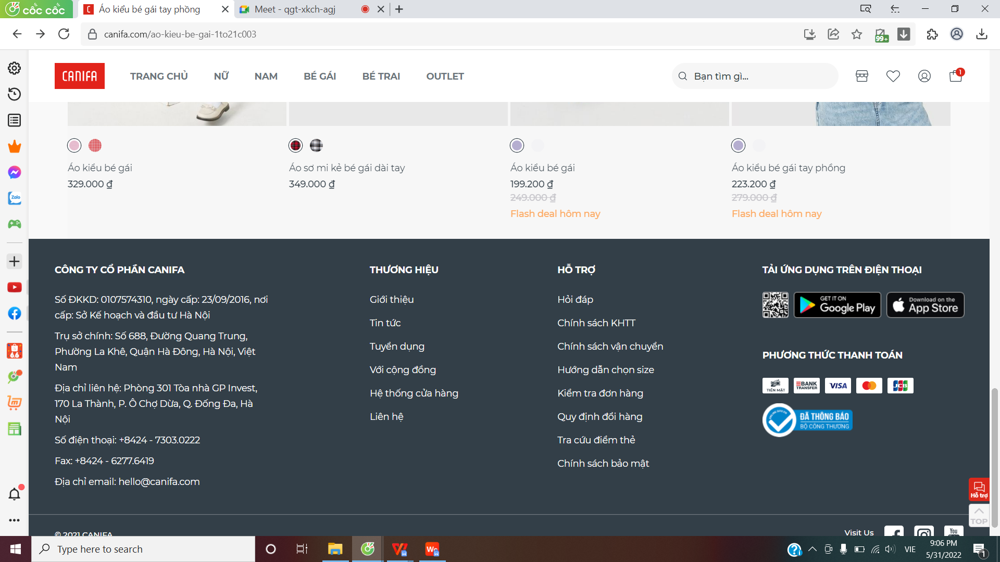 cốc cốc
Áo kiểu bé gái tay phồng
Meet - qgt-xkch-agj
canifa.com/ao-kieu-be-gai-1to21c003
99+
CANIFA
TRANG CHỦ
NỮ
NAM
BÉ GÁI
BÉ TRAI
OUTLET
Bạn tìm gì...
1
Áo kiểu bé gái
329.000 ₫
Áo sơ mi kẻ bé gái dài tay
349.000 ₫
Áo kiểu bé gái
199.200 ₫
249.000 ₫
Flash deal hôm nay
Áo kiểu bé gái tay phồng
223.200 ₫
279.000 ₫
Flash deal hôm nay
Zalo
6.6
CÔNG TY CỔ PHẦN CANIFA
Số ĐKKD: 0107574310, ngày cấp: 23/09/2016, nơi
cấp: Sở Kế hoạch và đầu tư Hà Nội
Trụ sở chính: Số 688, Đường Quang Trung,
Phường La Khê, Quận Hà Đông, Hà Nội, Việt
Nam
Địa chỉ liên hệ: Phòng 301 Tòa nhà GP Invest,
170 La Thành, P. Ô Chợ Dừa, Q. Đống Đa, Hà
Nội
Số điện thoại: +8424 - 7303.0222
Fax: +8424 - 6277.6419
Địa chỉ email: hello@canifa.com
THƯƠNG HIỆU
Giới thiệu
Tin tức
Tuyển dụng
Với cộng đồng
Hệ thống cửa hàng
Liên hệ
HỖ TRỢ
Hỏi đáp
Chính sách KHTT
Chính sách vận chuyển
Hướng dẫn chọn size
Kiểm tra đơn hàng
Quy định đổi hàng
Tra cứu điểm thẻ
Chính sách bảo mật
TẢI ỨNG DỤNG TRÊN ĐIỆN THOẠI
GET IT ON
Google Play
Download on the
App Store
PHƯƠNG THỨC THANH TOÁN
TIỀN MẶT
BANK
TRANSFER
VISA
JCB
ONLINE.GOV.VN
ĐÃ THÔNG BÁO
BỘ CÔNG THƯƠNG
Hỗ trợ
TOP
© 2021 CANIFA
Visit Us
You
Type here to search
VIE
9:06 PM
5/31/2022
1